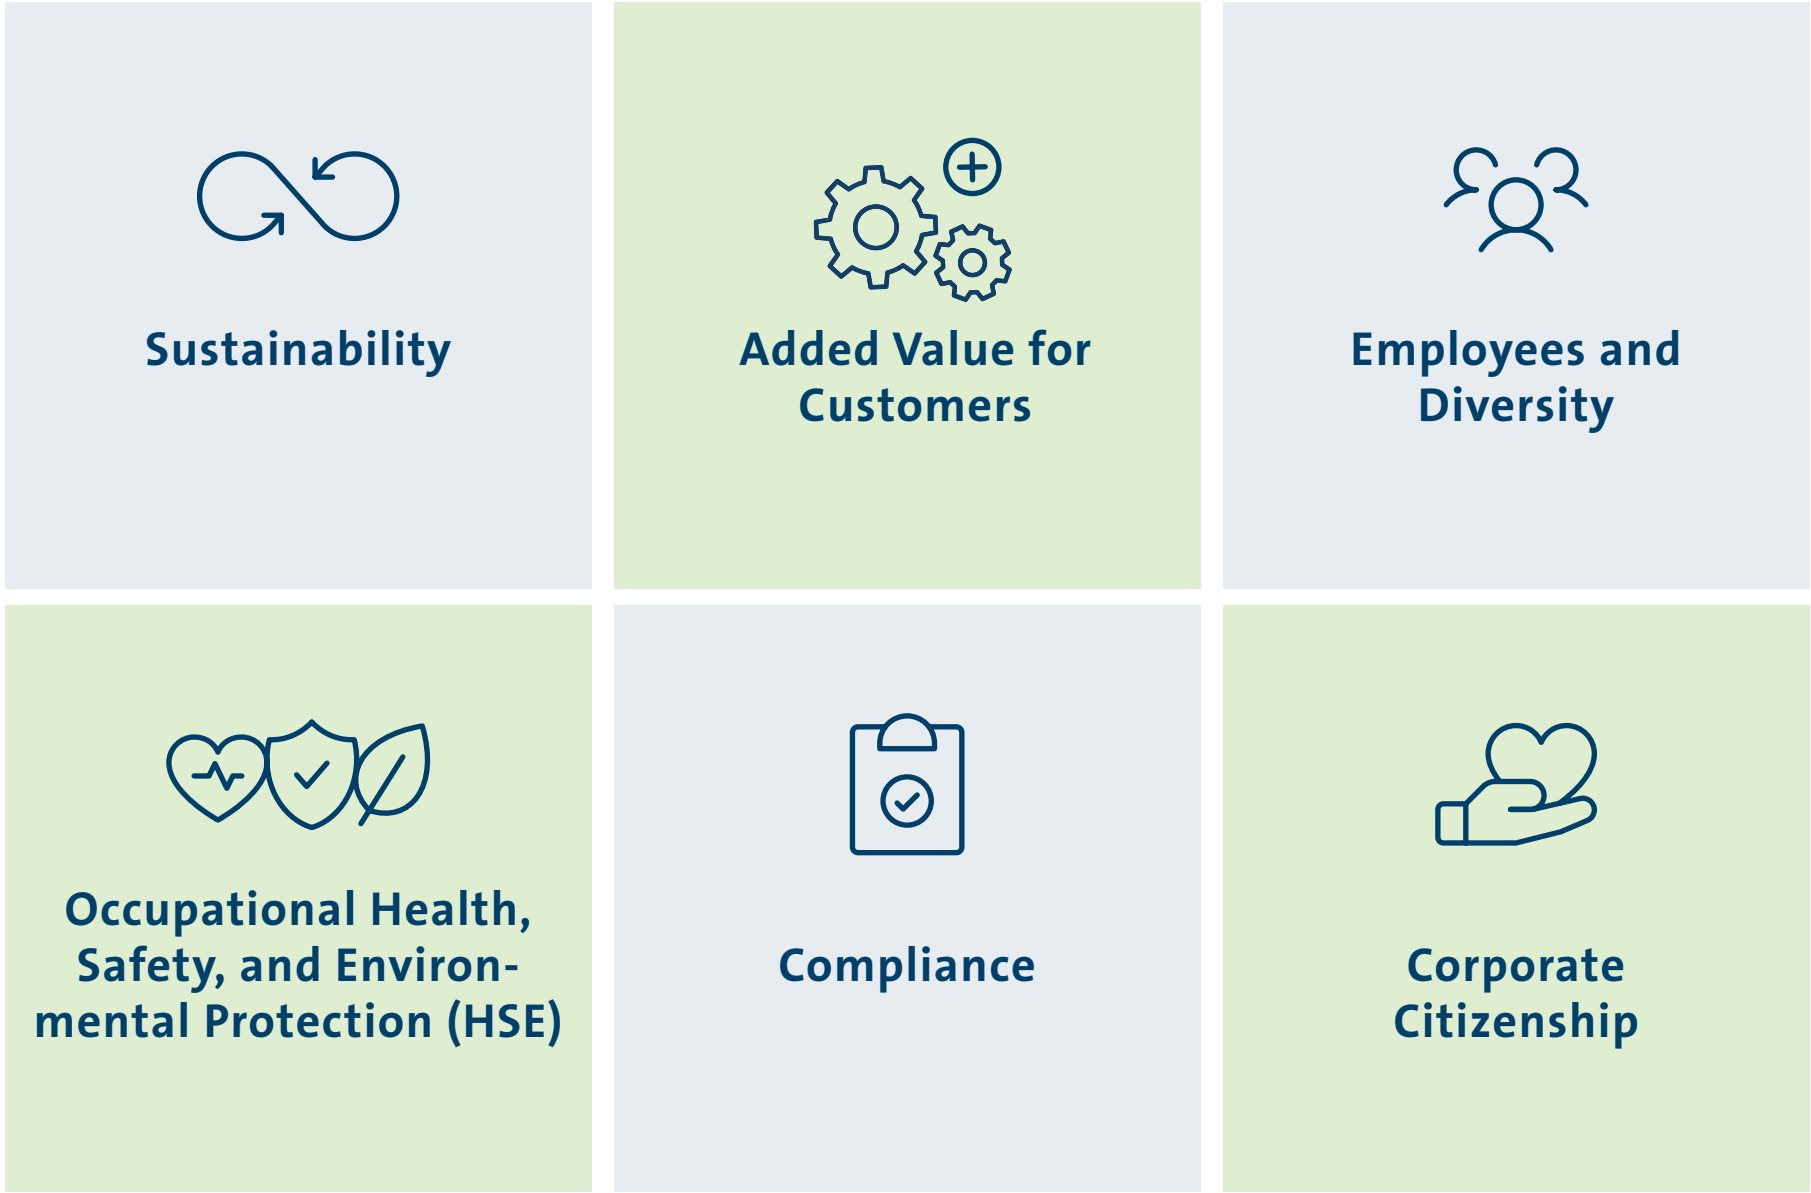 Sustainability
Added Value for
Customers
Employees and
Diversity
Occupational Health,
Safety, and Environ-
mental Protection (HSE)
Compliance
Corporate
Citizenship